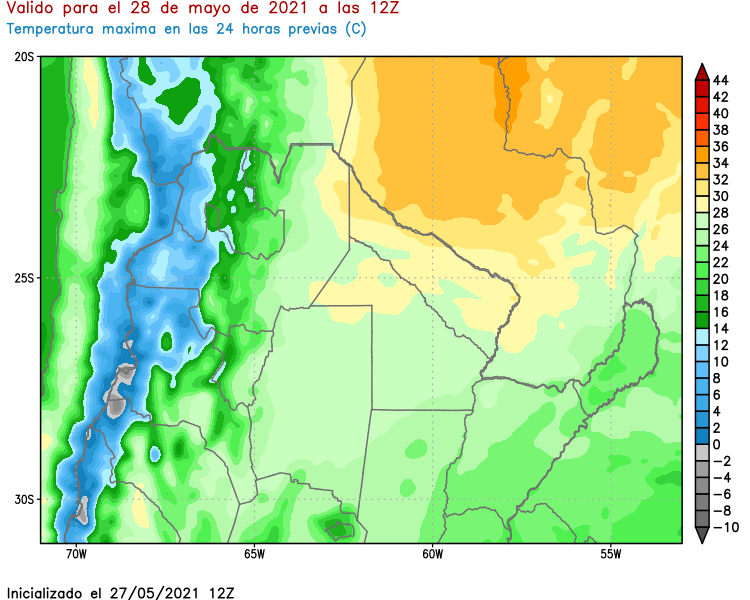 Valido para el 28 de mayo de 2021 a las 12Z
Temperatura maxima en las 24 horas previas (C)
20S
25S
30S
70W
65W
60W
55W
44
42
40
38
36
34
32
30
28
26
24
22
20
18
16
14
12
10
8
6
4
2
0
−2
−4
−6
−8
−10
Inicializado el 27/05/2021 12Z